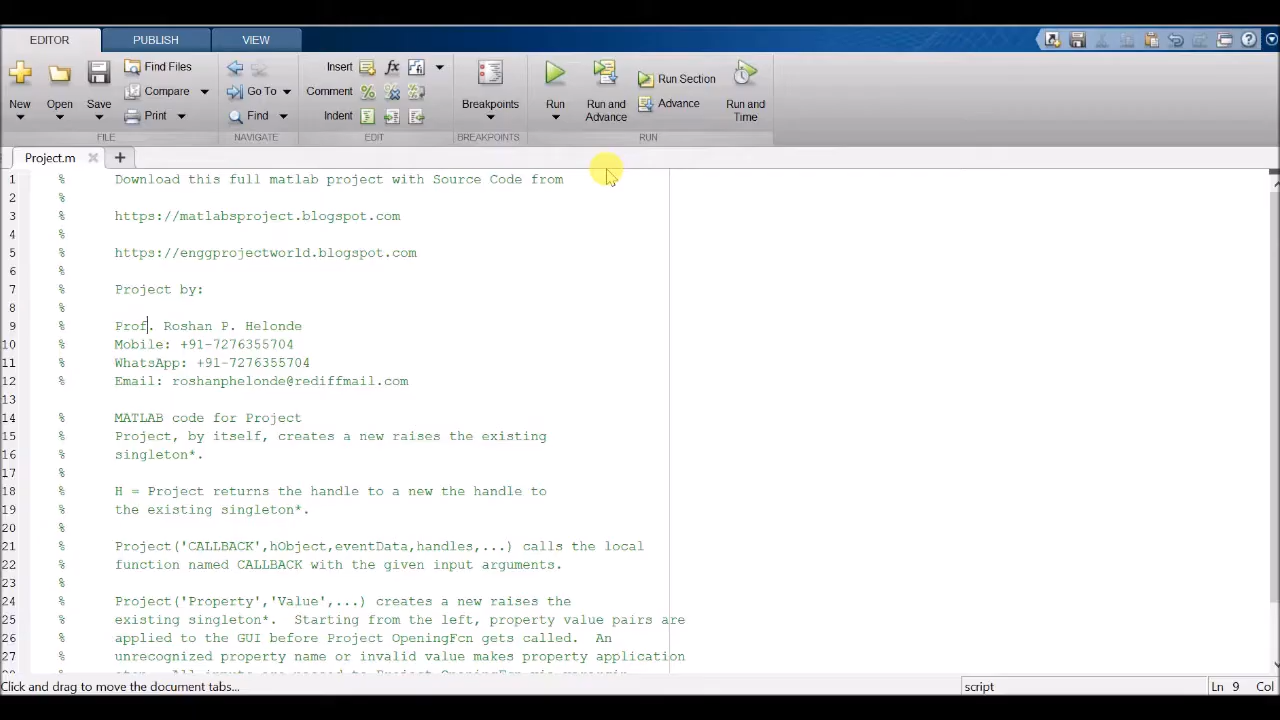 EDITOR PUBLISH VIEW
New Open Save Find Files Compare Print FILE
Go To Find NAVIGATE
Insert fx Comment Indent EDIT
Breakpoints BREAKPOINTS
Run Run and Advance Run Section Advance Run and Time RUN
Project.m
1 % Download this full matlab project with Source Code from
2 %
3 % https://matlabsproject.blogspot.com
4 %
5 % https://enggprojectworld.blogspot.com
6 %
7 % Project by:
8 %
9 % Prof. Roshan P. Helonde
10 % Mobile: +91-7276355704
11 % WhatsApp: +91-7276355704
12 % Email: roshanphelonde@rediffmail.com
13
14 % MATLAB code for Project
15 % Project, by itself, creates a new raises the existing
16 % singleton*.
17 %
18 % H = Project returns the handle to a new the handle to
19 % the existing singleton*.
20 %
21 % Project('CALLBACK',hObject,eventData,handles,...) calls the local
22 % function named CALLBACK with the given input arguments.
23 %
24 % Project('Property','Value',...) creates a new raises the
25 % existing singleton*.  Starting from the left, property value pairs are
26 % applied to the GUI before Project OpeningFcn gets called.  An
27 % unrecognized property name or invalid value makes property application
Click and drag to move the document tabs... script Ln 9 Col